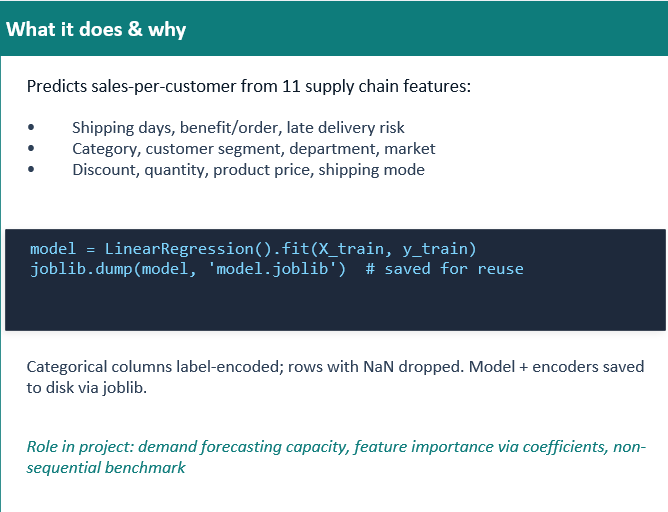 What it does & why
Predicts sales-per-customer from 11 supply chain features:
• Shipping days, benefit/order, late delivery risk
• Category, customer segment, department, market
• Discount, quantity, product price, shipping mode
model = LinearRegression().fit(X_train, y_train)
joblib.dump(model, 'model.joblib')  # saved for reuse
Categorical columns label-encoded; rows with NaN dropped. Model + encoders saved
to disk via joblib.
Role in project: demand forecasting capacity, feature importance via coefficients, non-
sequential benchmark